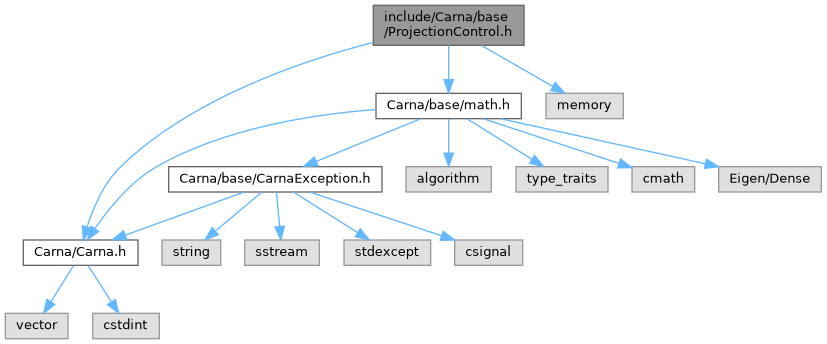 include/Carna/base
/ProjectionControl.h
Carna/base/math.h
memory
Carna/base/CarnaException.h
algorithm
type_traits
cmath
Eigen/Dense
Carna/Carna.h
string
sstream
stdexcept
csignal
vector
cstdint